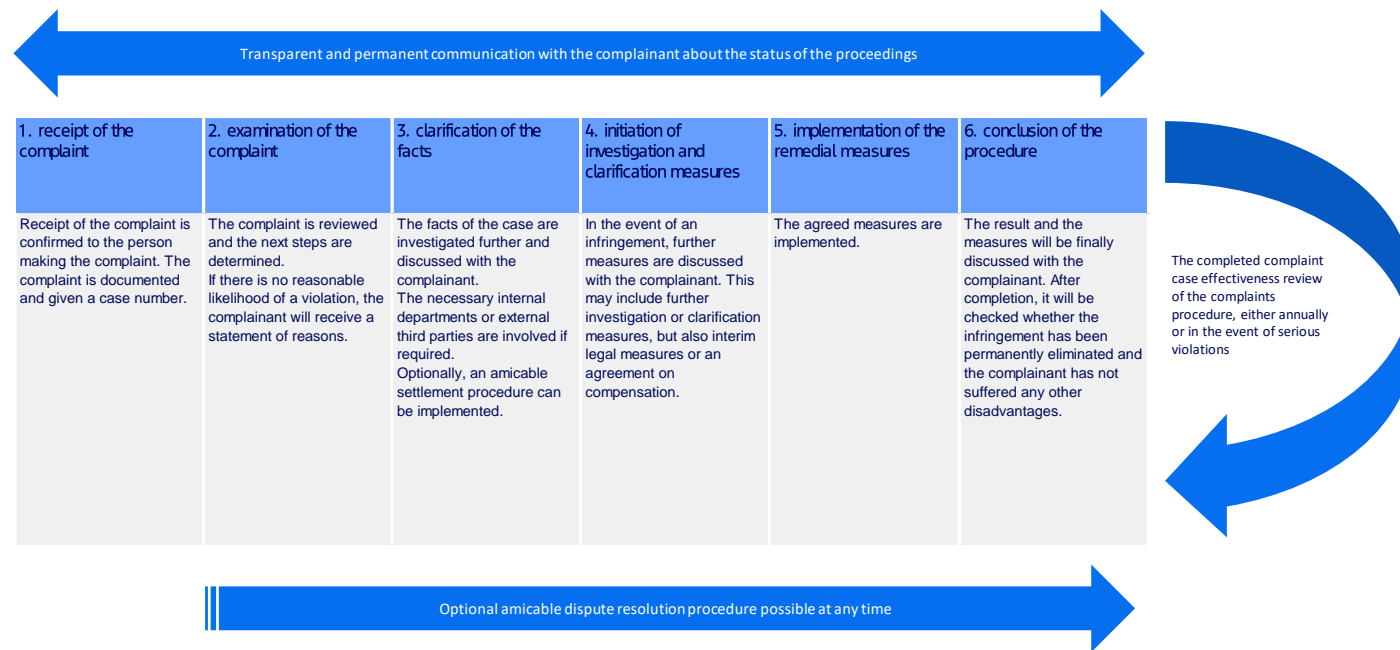 Transparent and permanent communication with the complainant about the status of the proceedings
1. receipt of the
complaint
Receipt of the complaint is
confirmed to the person
making the complaint. The
complaint is documented
and given a case number.
2. examination of the
complaint
The complaint is reviewed
and the next steps are
determined.
If there is no reasonable
likelihood of a violation, the
complainant will receive a
statement of reasons.
3. clarification of the
facts
The facts of the case are
investigated further and
discussed with the
complainant.
The necessary internal
departments or external
third parties are involved if
required.
Optionally, an amicable
settlement procedure can
be implemented.
4. initiation of
investigation and
clarification measures
In the event of an
infringement, further
measures are discussed
with the complainant. This
may include further
investigation or clarification
measures, but also interim
legal measures or an
agreement on
compensation.
5. implementation of the
remedial measures
The agreed measures are
implemented.
6. conclusion of the
procedure
The result and the
measures will be finally
discussed with the
complainant. After
completion, it will be
checked whether the
infringement has been
permanently eliminated and
the complainant has not
suffered any other
disadvantages.
The completed complaint
case effectiveness review
of the complaints
procedure, either annually
or in the event of serious
violations
Optional amicable dispute resolution procedure possible at any time